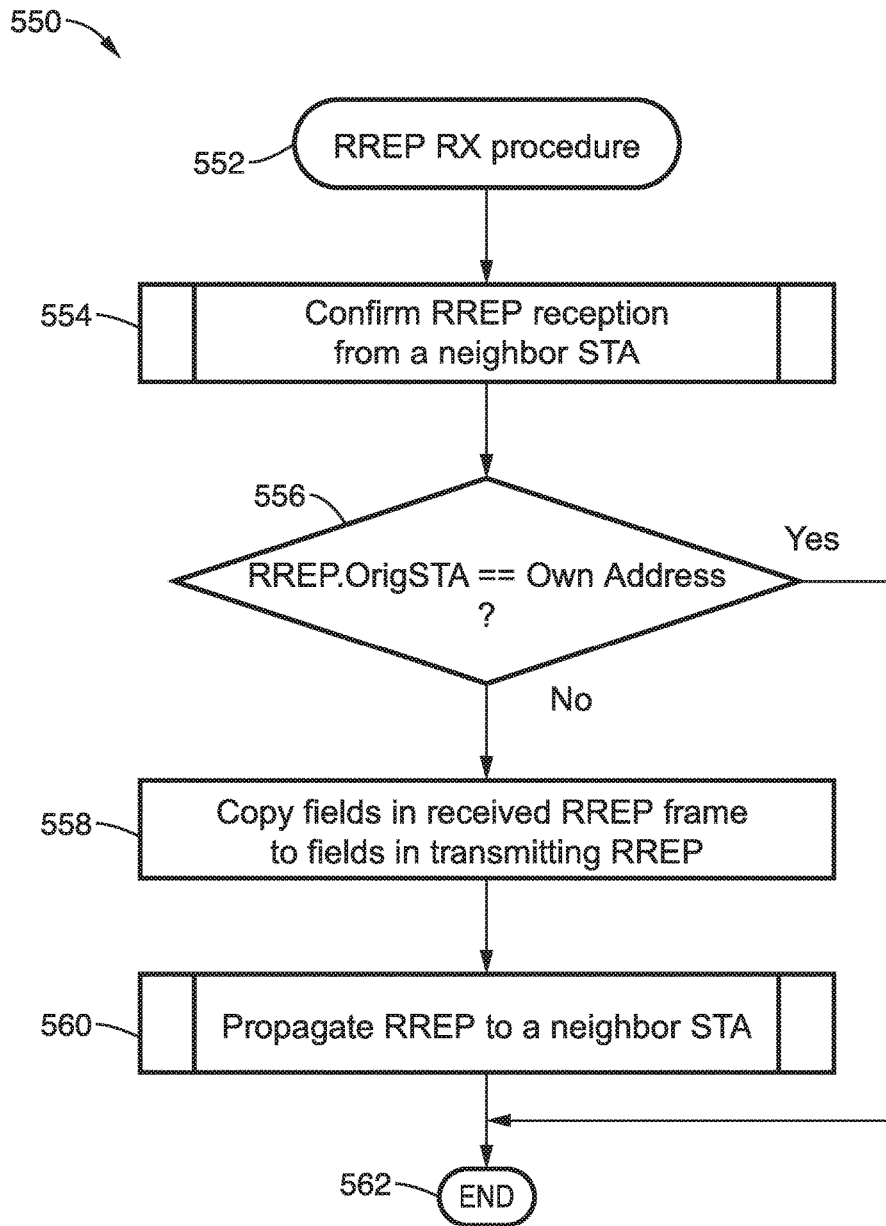 550
RREP RX procedure
552
Confirm RREP reception
from a neighbor STA
554
556
Yes
RREP.OrigSTA == Own Address
?
No
Copy fields in received RREP frame
to fields in transmitting RREP
558
Propagate RREP to a neighbor STA
560
562
END